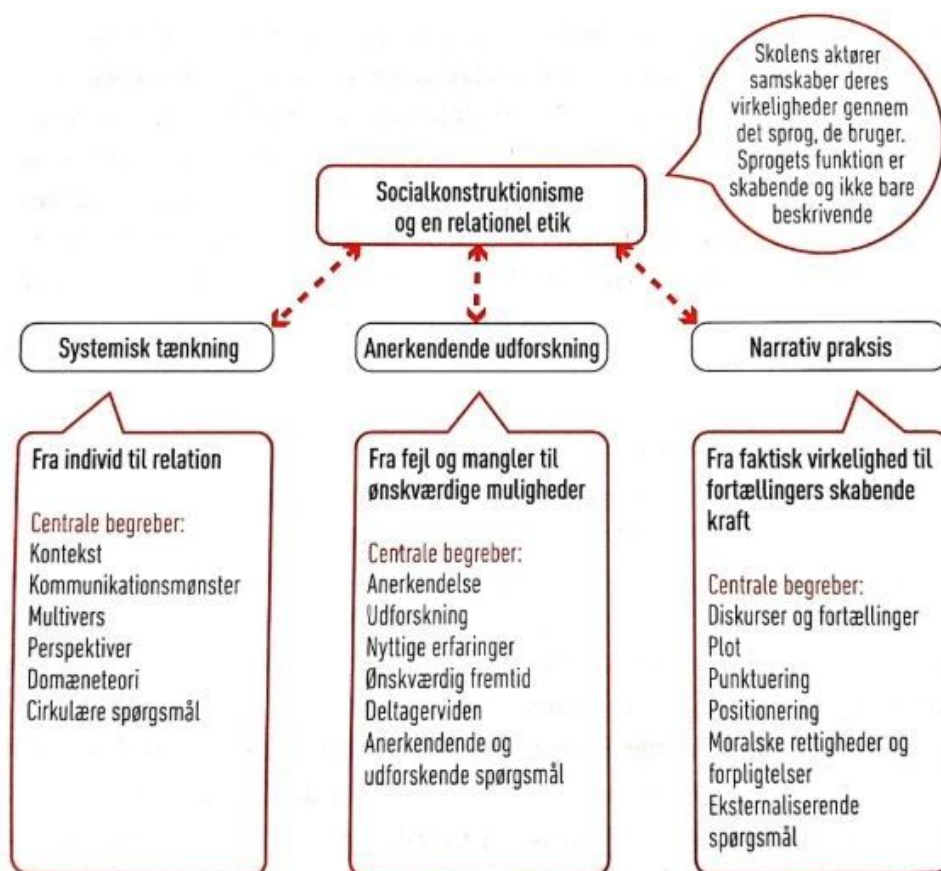 Skolens aktører
samskaber deres
virkeligheder gennem
det sprog, de bruger.
Sprogets funktion er
skabende og ikke bare
beskrivende
Socialkonstruktionisme
og en relationel etik
Systemisk tænkning
Anerkendende udforskning
Narrativ praksis
Fra individ til relation
Centrale begreber:
Kontekst
Kommunikationsmønster
Multivers
Perspektiver
Domæneteori
Cirkulære spørgsmål
Fra fejl og mangler til
ønskværdige muligheder
Centrale begreber:
Anerkendelse
Udforskning
Nyttige erfaringer
Ønskværdig fremtid
Deltagerviden
Anerkendende og
udforskende spørgsmål
Fra faktisk virkelighed til
fortællingers skabende
kraft
Centrale begreber:
Diskurser og fortællinger
Plot
Punktuering
Positionering
Moralske rettigheder og
forpligtelser
Eksternaliserende
spørgsmål